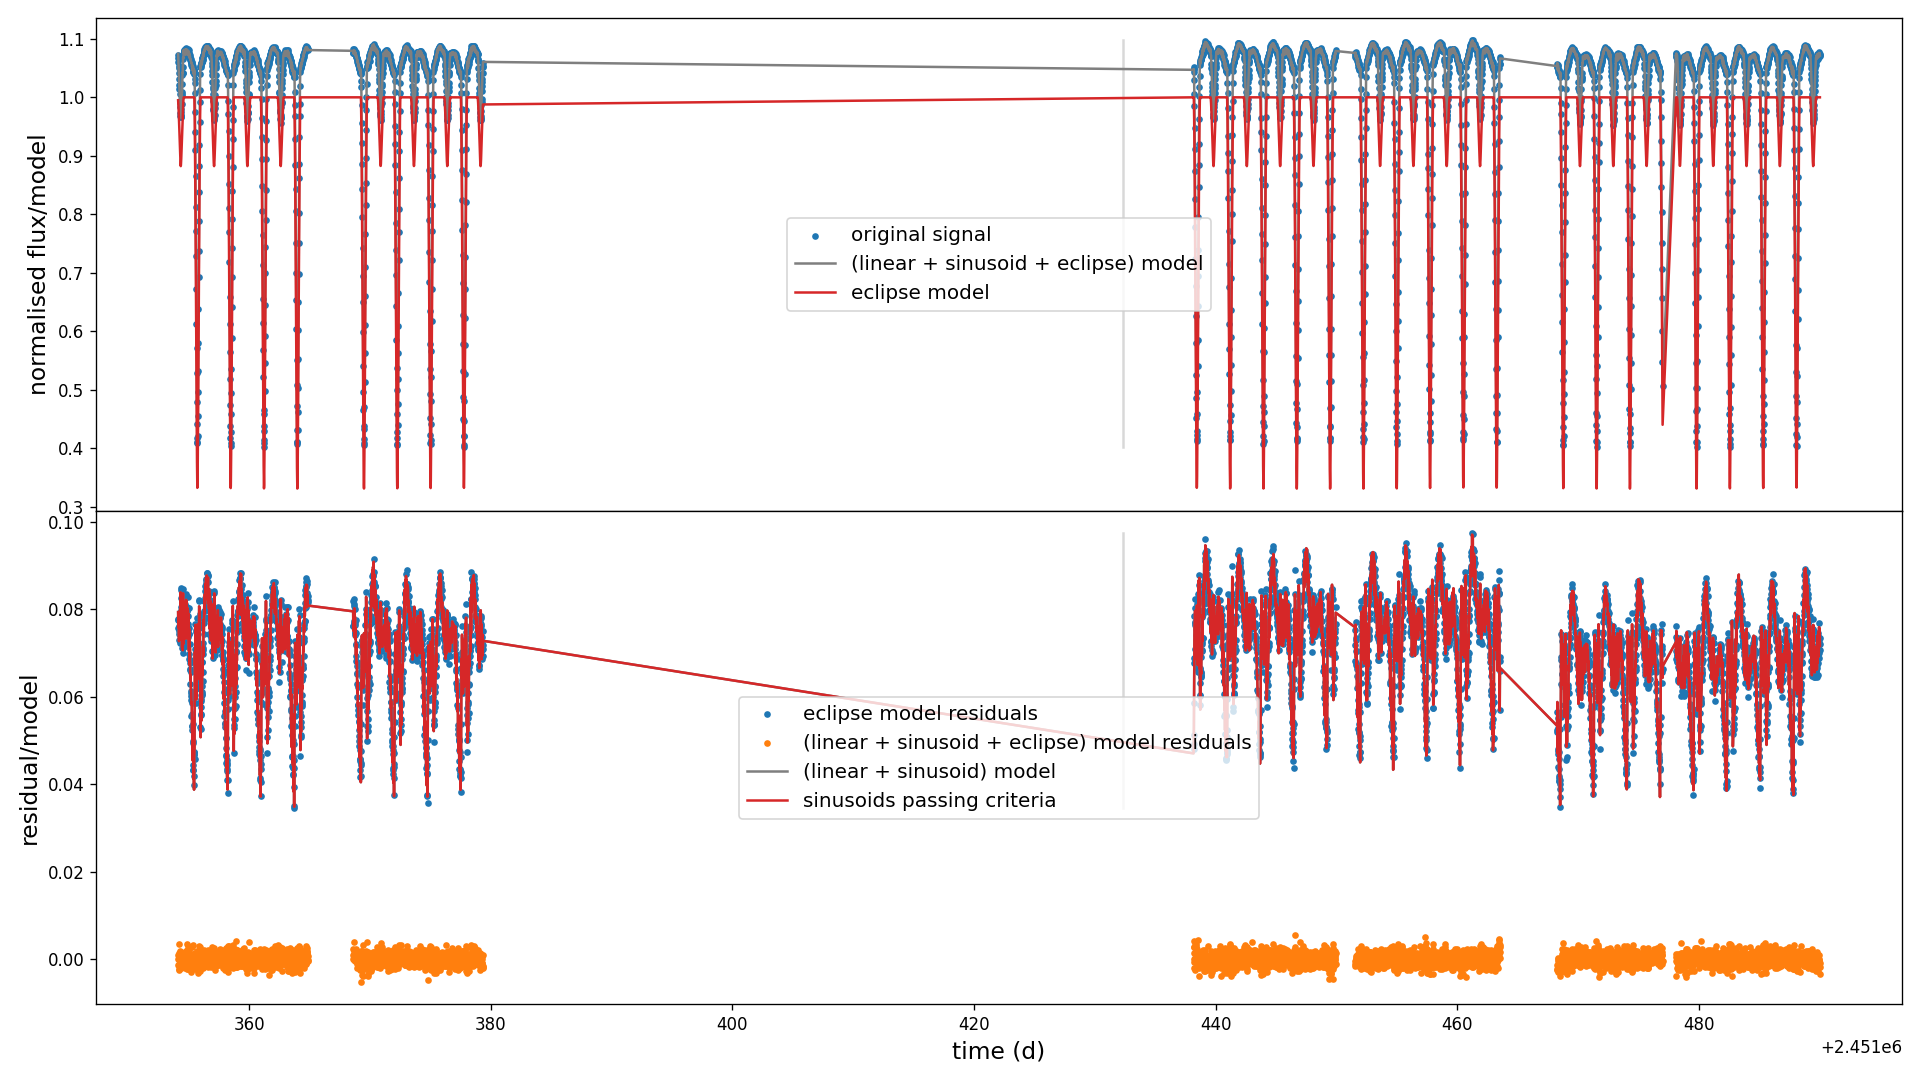 normalised flux/model
1.1
1.0
0.9
0.8
0.7
0.6
0.5
0.4
0.3
original signal
(linear + sinusoid + eclipse) model
eclipse model
residual/model
0.10
0.08
0.06
0.04
0.02
0.00
eclipse model residuals
(linear + sinusoid + eclipse) model residuals
(linear + sinusoid) model
sinusoids passing criteria
360 380 400 420 440 460 480
time (d)
+2.451e6